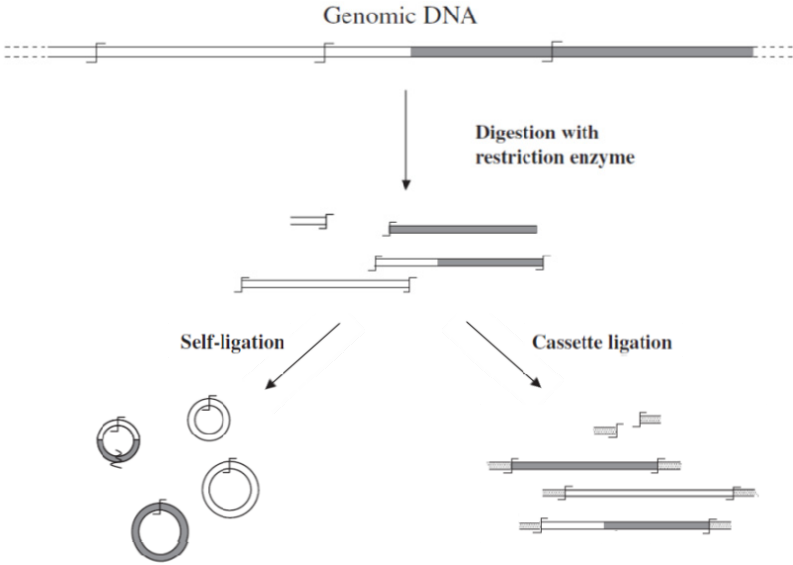 Genomic DNA
Digestion with
restriction enzyme
Self-ligation
Cassette ligation